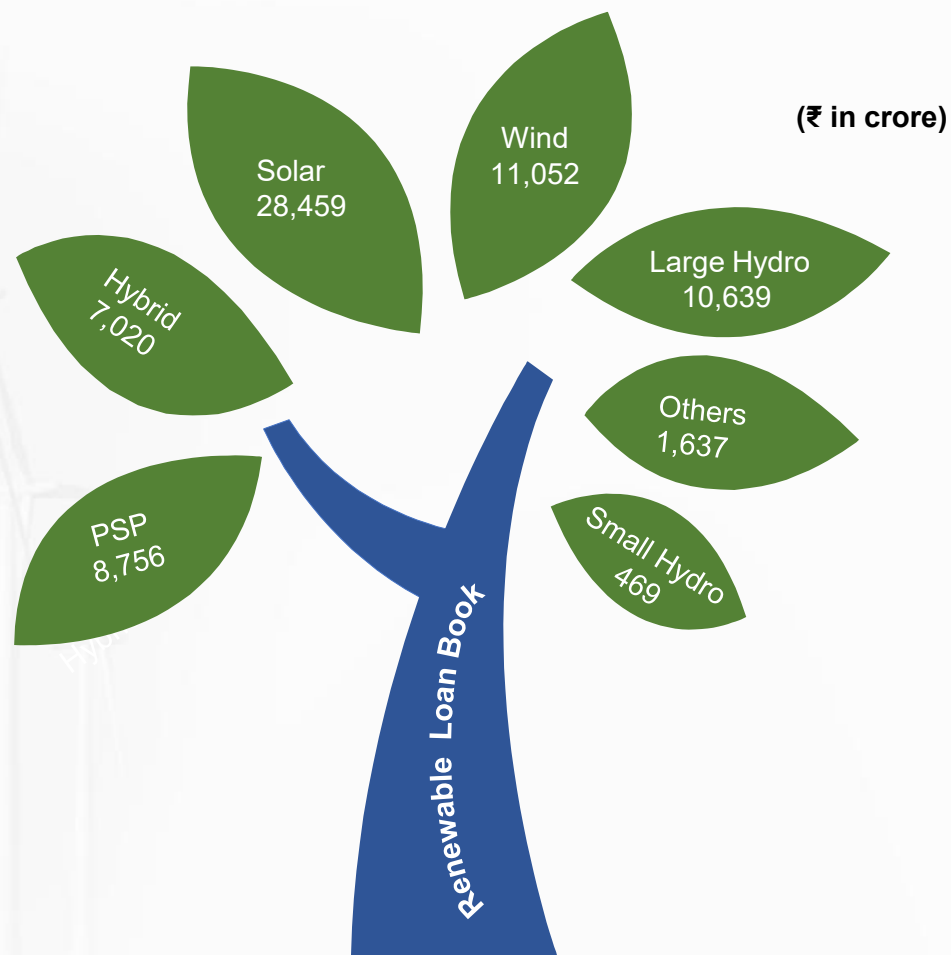 (₹ in crore)
Wind
11,052
Solar
28,459
Large Hydro
10,639
Hybrid
7,020
Others
1,637
PSP
8,756
Small Hydro
469
Renewable Loan Book